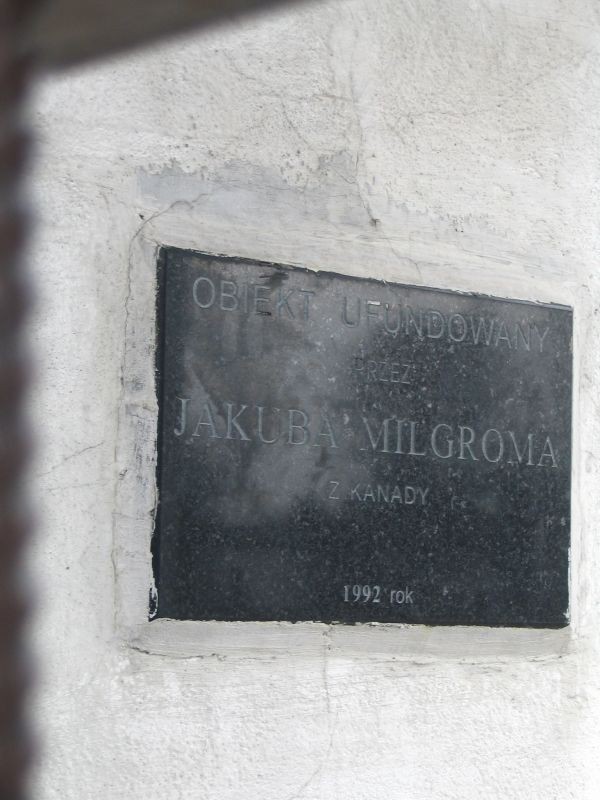 OBIEKT UFUNDOWANY
PRZEZ
JAKUBA MILGROMA
Z KANADY
1992 rok